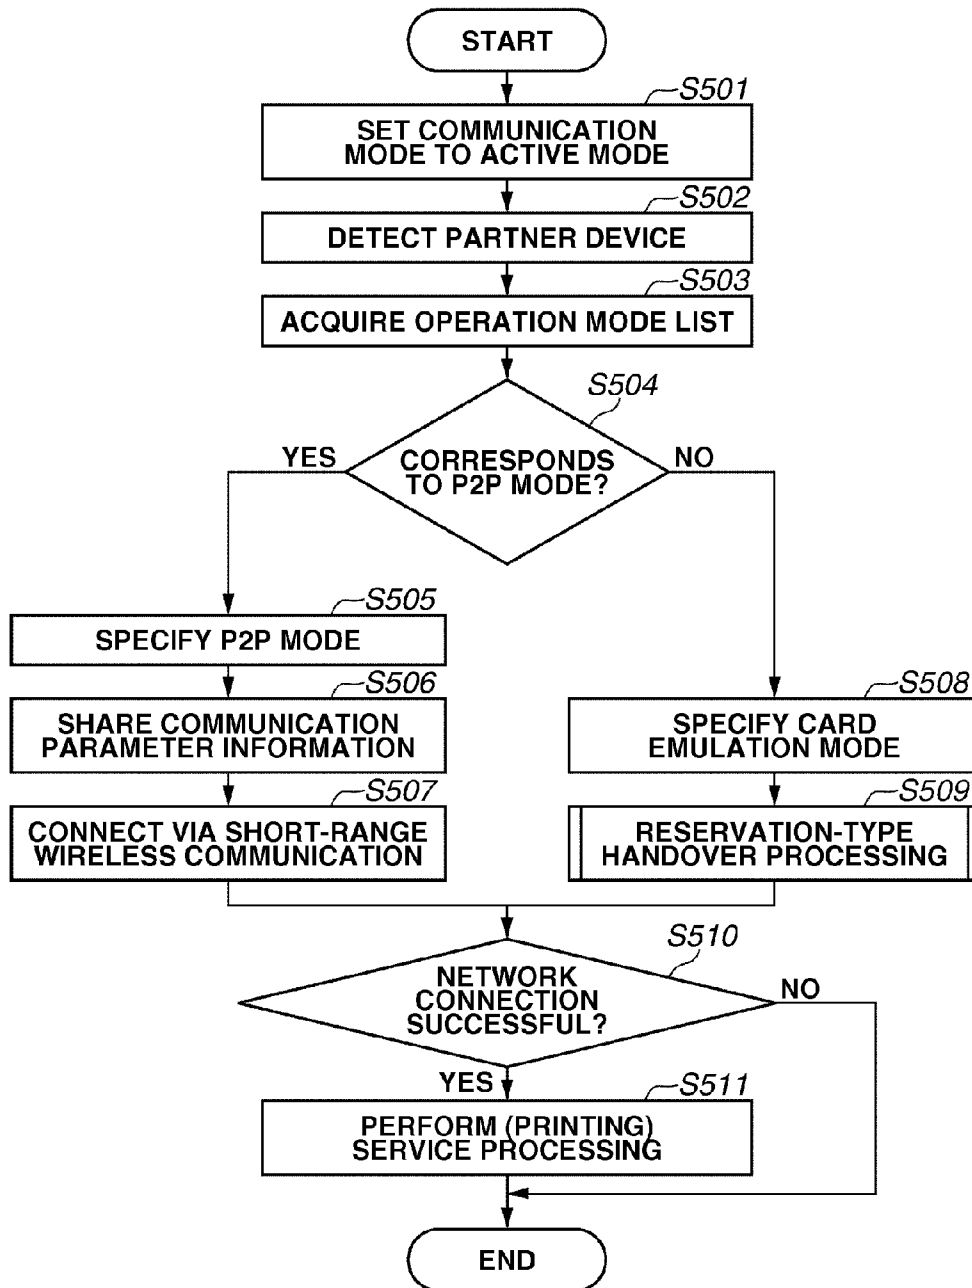 START
S501
SET COMMUNICATION
MODE TO ACTIVE MODE
S502
DETECT PARTNER DEVICE
S503
ACQUIRE OPERATION MODE LIST
S504
CORRESPONDS
TO P2P MODE?
YES
NO
S505
SPECIFY P2P MODE
S506
SHARE COMMUNICATION
PARAMETER INFORMATION
S507
CONNECT VIA SHORT-RANGE
WIRELESS COMMUNICATION
S508
SPECIFY CARD
EMULATION MODE
S509
RESERVATION-TYPE
HANDOVER PROCESSING
S510
NETWORK
CONNECTION
SUCCESSFUL?
NO
YES
S511
PERFORM (PRINTING)
SERVICE PROCESSING
END